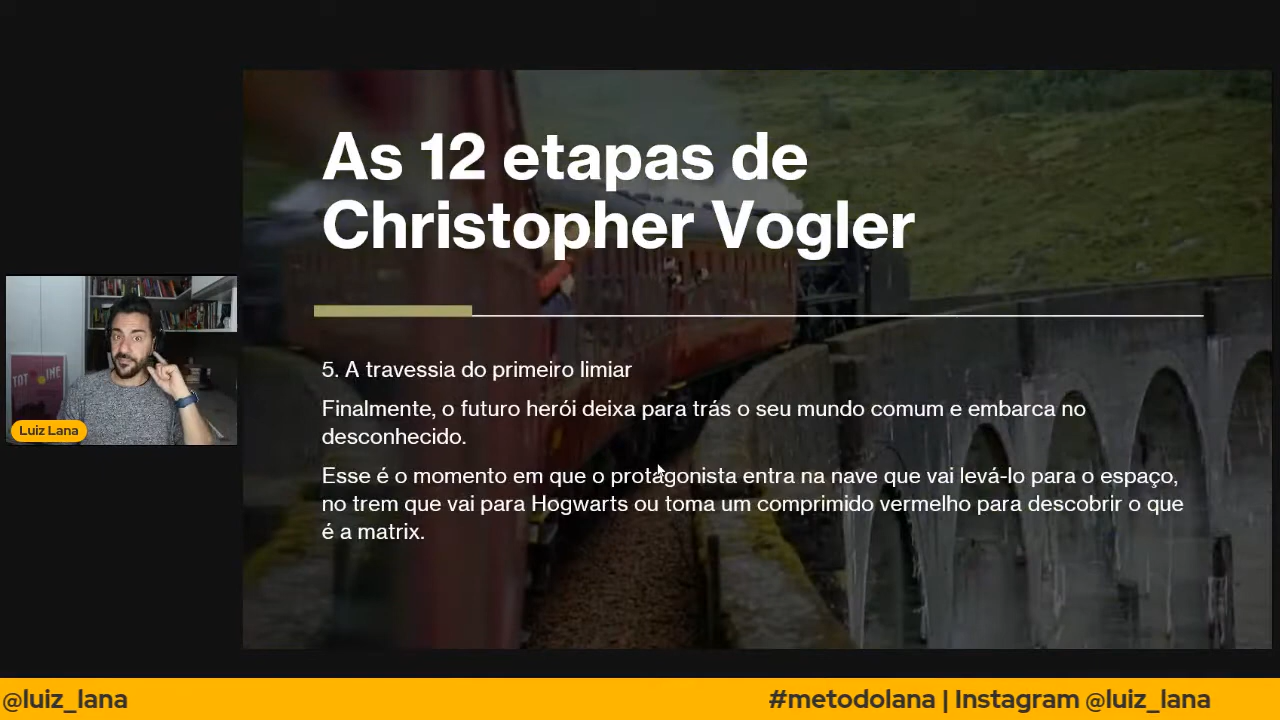 As 12 etapas de
Christopher Vogler
5. A travessia do primeiro limiar
Finalmente, o futuro herói deixa para trás o seu mundo comum e embarca no
desconhecido.
Esse é o momento em que o protagonista entra na nave que vai levá-lo para o espaço,
no trem que vai para Hogwarts ou toma um comprimido vermelho para descobrir o que
é a matrix.
TOT
Luiz Lana
@luiz_lana
#metodolana | Instagram @luiz_lana